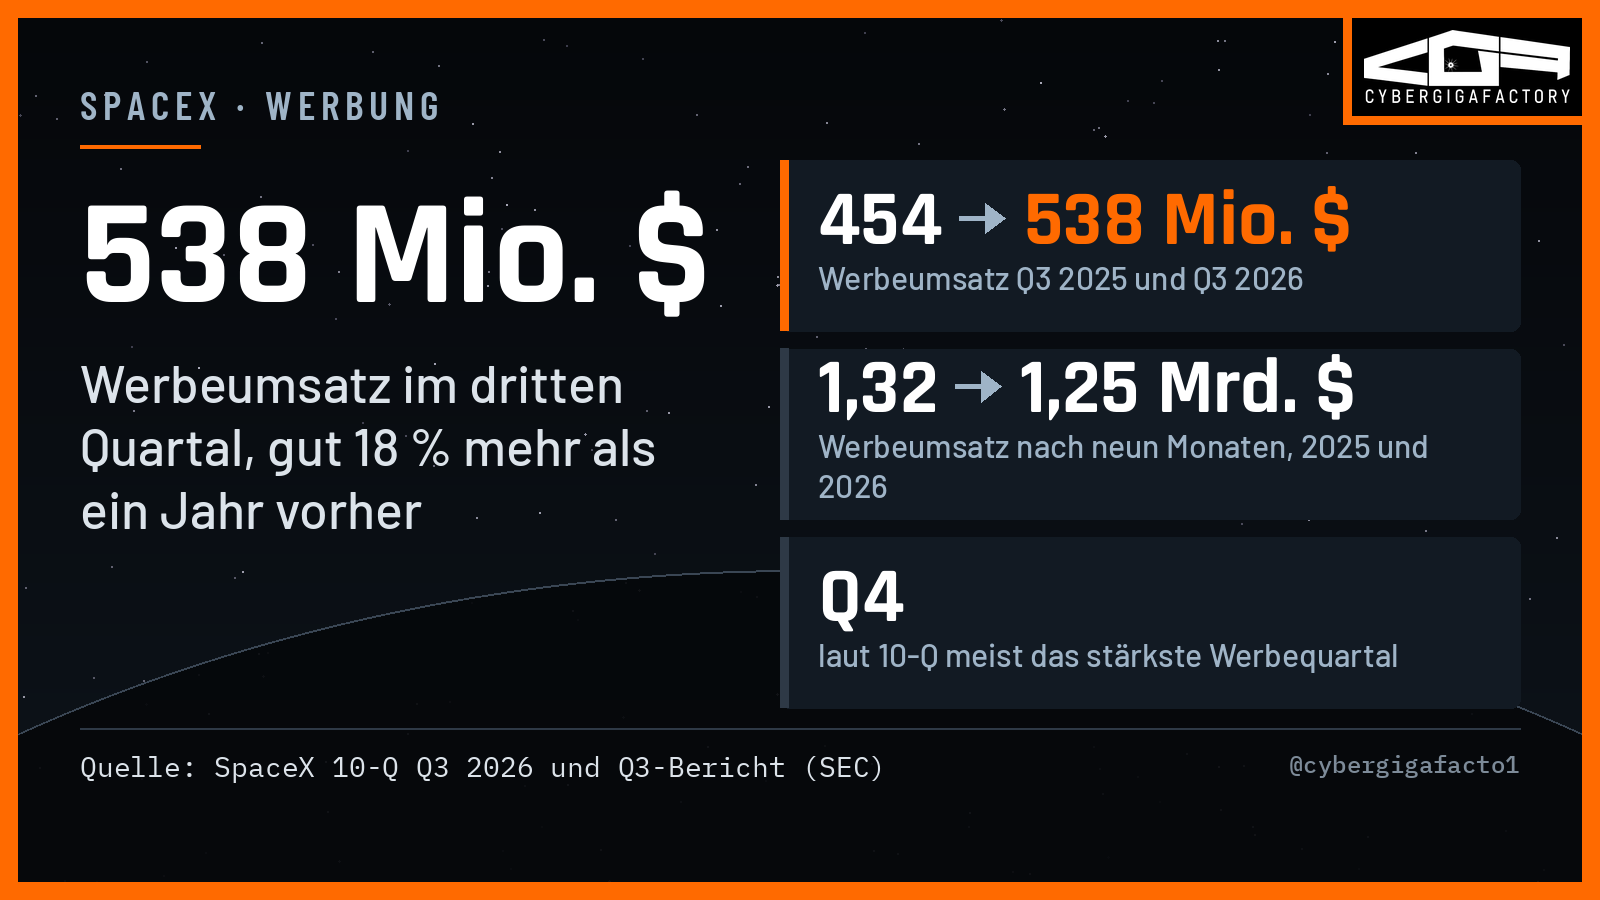 SPACEX · WERBUNG
CYBERGIGAFACTORY
538 Mio. $
Werbeumsatz im dritten
Quartal, gut 18 % mehr als
ein Jahr vorher
454 → 538 Mio. $
Werbeumsatz Q3 2025 und Q3 2026
1,32 → 1,25 Mrd. $
Werbeumsatz nach neun Monaten, 2025 und
2026
Q4
laut 10-Q meist das stärkste Werbequartal
Quelle: SpaceX 10-Q Q3 2026 und Q3-Bericht (SEC)
@cybergigafacto1